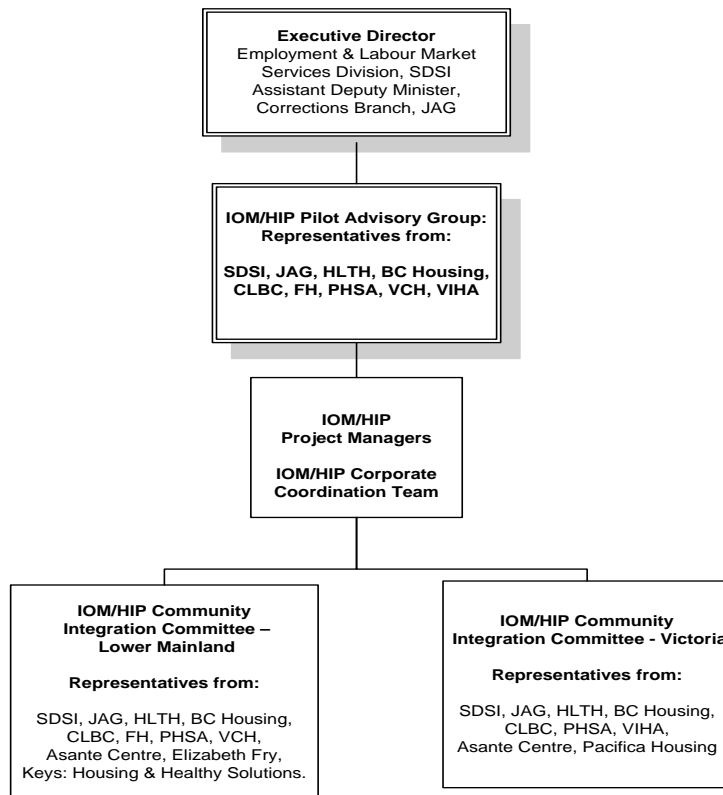 Executive Director
Employment & Labour Market
Services Division, SDSI
Assistant Deputy Minister,
Corrections Branch, JAG
IOM/HIP Pilot Advisory Group:
Representatives from:
SDSI, JAG, HLTH, BC Housing,
CLBC, FH, PHSA, VCH, VIHA
IOM/HIP
Project Managers
IOM/HIP Corporate
Coordination Team
IOM/HIP Community
Integration Committee –
Lower Mainland
Representatives from:
SDSI, JAG, HLTH, BC Housing,
CLBC, FH, PHSA, VCH,
Asante Centre, Elizabeth Fry,
Keys: Housing & Healthy Solutions.
IOM/HIP Community
Integration Committee - Victoria
Representatives from:
SDSI, JAG, HLTH, BC Housing,
CLBC, PHSA, VIHA,
Asante Centre, Pacifica Housing